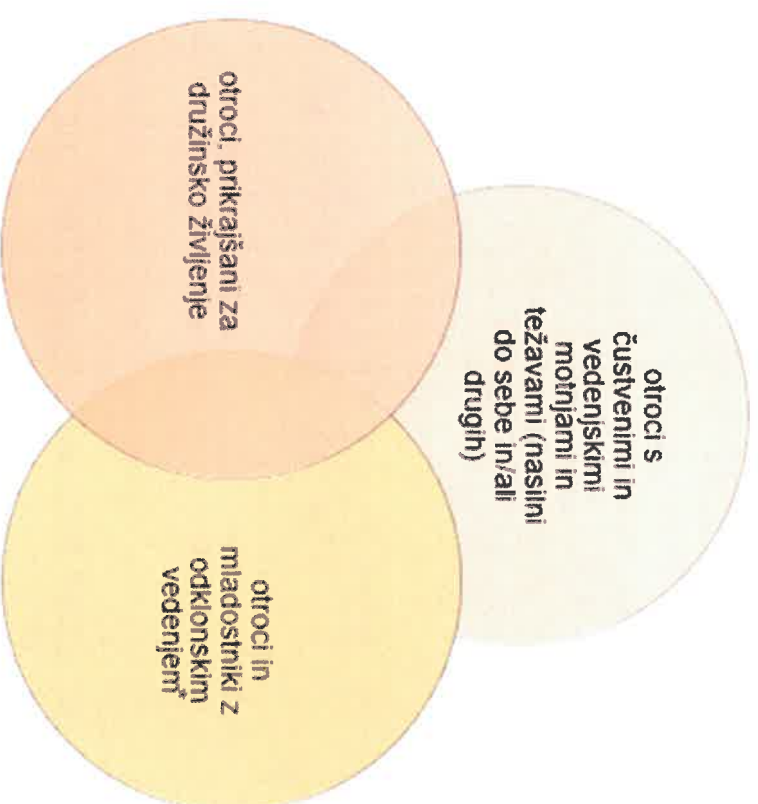 otroci s
čustvenimi in
vedenjskimi
motnjami in
težavami (nasilni
do sebe in/ali
drugih)
otroci, prikrajšani za
družinsko življenje
otroci in
mladostniki z
odklonskim
vedenjem*